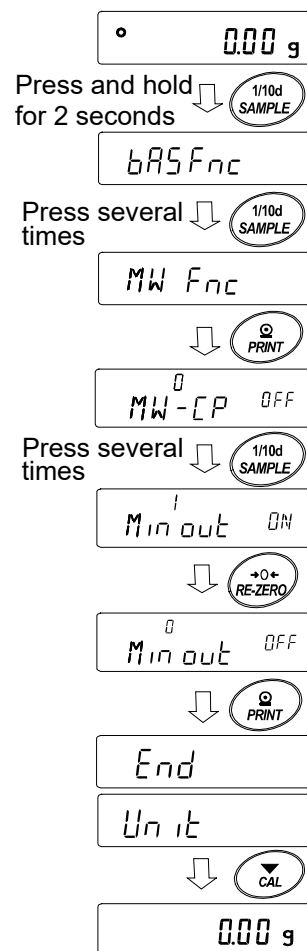 0.00 g
Press and hold
for 2 seconds
1/10d
SAMPLE
bASFnc
Press several
times
1/10d
SAMPLE
MW Fnc
PRINT
0
MW-CP OFF
Press several
times
1/10d
SAMPLE
1
Min out ON
→0←
RE-ZERO
0
Min out OFF
PRINT
End
Unit
CAL
0.00 g